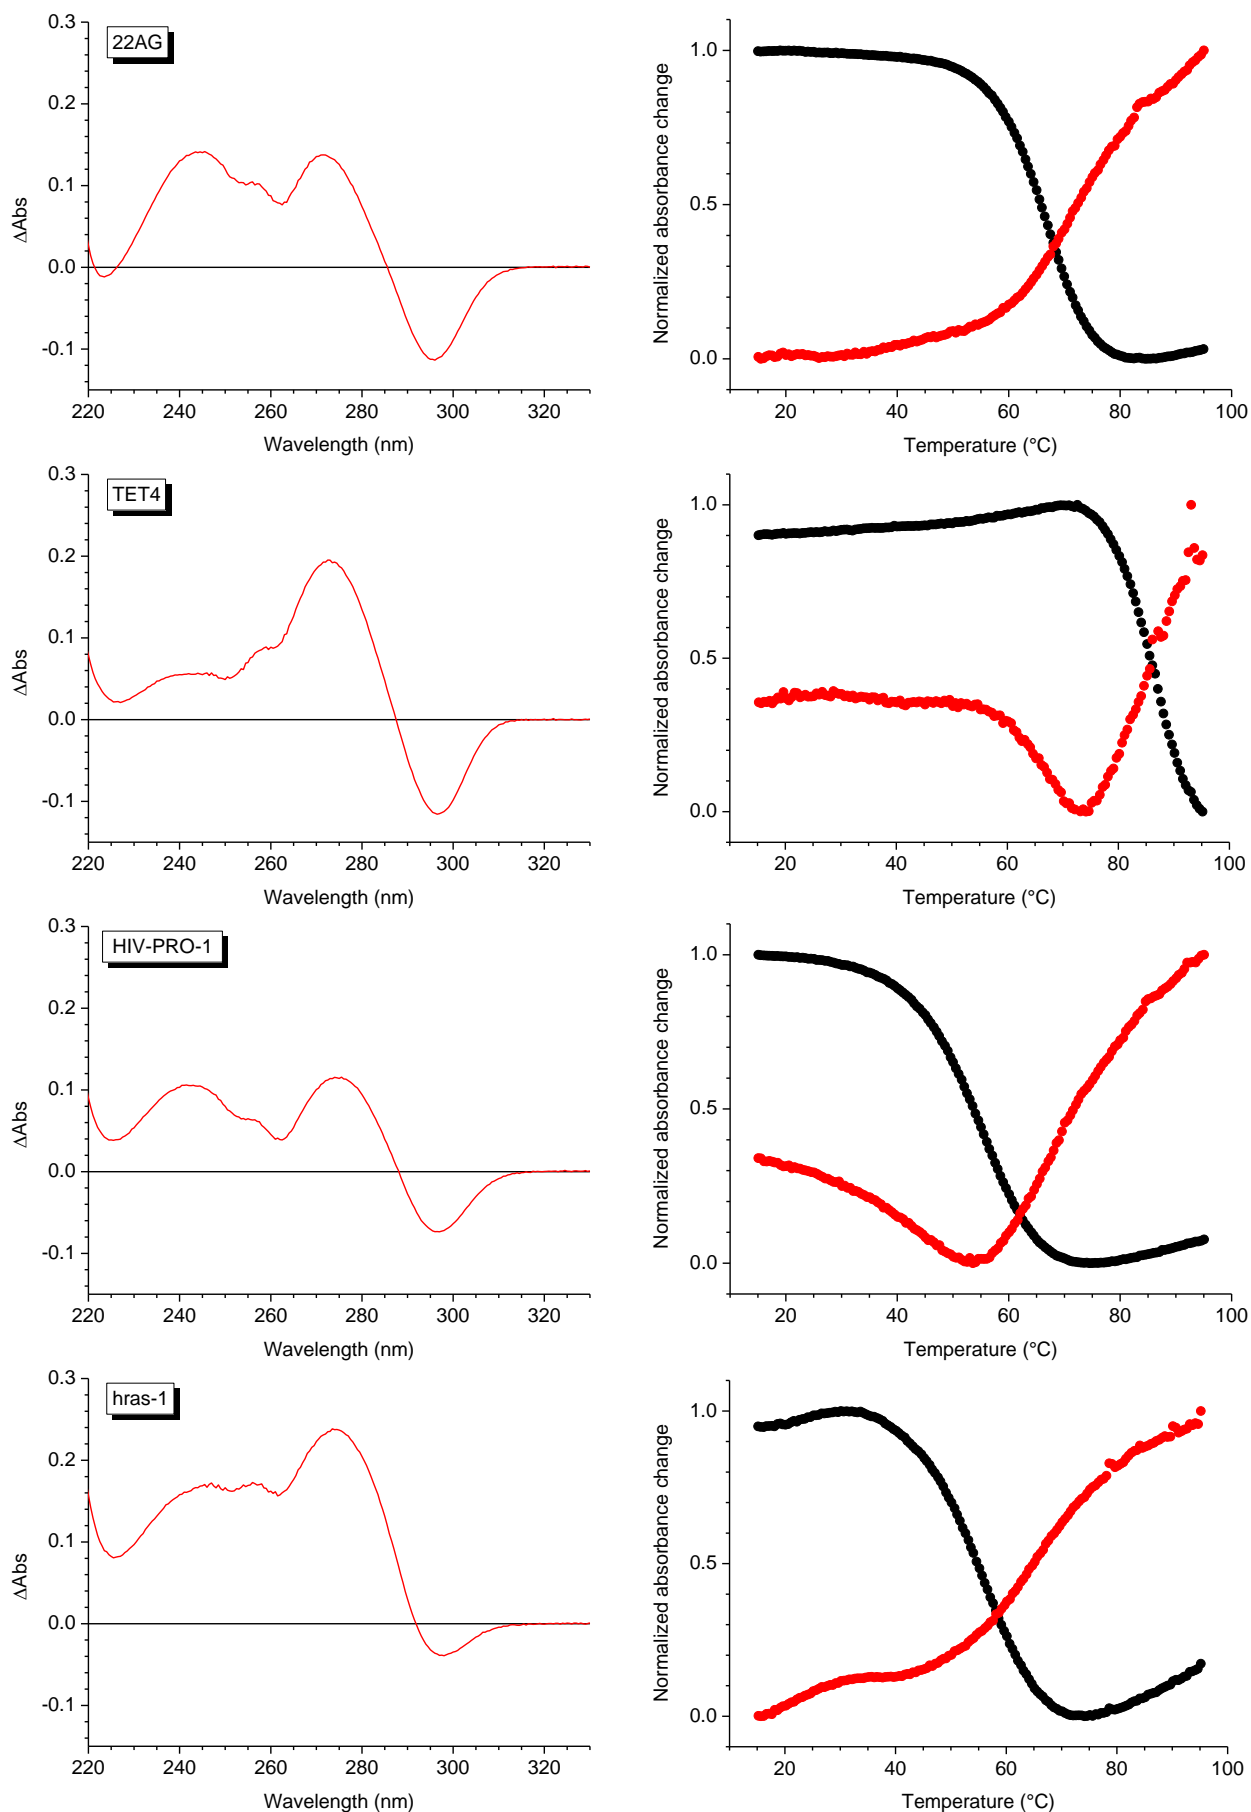 22AG
0.3
0.2
0.1
0.0
-0.1
ΔAbs
220 240 260 280 300 320
Wavelength (nm)
1.0
0.5
0.0
Normalized absorbance change
20 40 60 80 100
Temperature (°C)
TET4
0.3
0.2
0.1
0.0
-0.1
ΔAbs
220 240 260 280 300 320
Wavelength (nm)
1.0
0.5
0.0
Normalized absorbance change
20 40 60 80 100
Temperature (°C)
HIV-PRO-1
0.3
0.2
0.1
0.0
-0.1
ΔAbs
220 240 260 280 300 320
Wavelength (nm)
1.0
0.5
0.0
Normalized absorbance change
20 40 60 80 100
Temperature (°C)
hras-1
0.3
0.2
0.1
0.0
-0.1
ΔAbs
220 240 260 280 300 320
Wavelength (nm)
1.0
0.5
0.0
Normalized absorbance change
20 40 60 80 100
Temperature (°C)